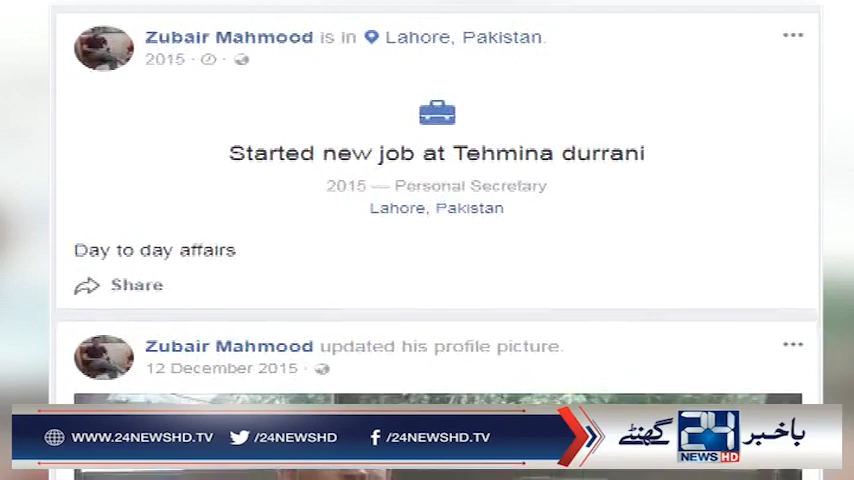 Zubair Mahmood is in Lahore, Pakistan.
2015
Started new job at Tehmina durrani
2015 — Personal Secretary
Lahore, Pakistan
Day to day affairs
Share
Zubair Mahmood updated his profile picture.
12 December 2015
WWW.24NEWSHD.TV /24NEWSHD f /24NEWSHD.TV
باخبر 24 گھنٹے
NEWS HD